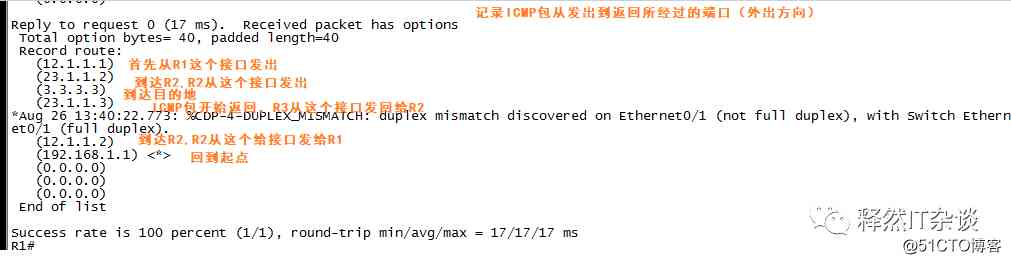 记录ICMP包从发出到返回所经过的端口（外出方向）
Reply to request 0 (17 ms).  Received packet has options
Total option bytes= 40, padded length=40
Record route:
(12.1.1.1) 首先从R1这个接口发出
(23.1.1.2) 到达R2,R2从这个接口发出
(3.3.3.3) 到达目的地
(23.1.1.3) ICMP包开始返回，R3从这个接口发回给R2
*Aug 26 13:40:22.773: %CDP-4-DUPLEX_MISMATCH: duplex mismatch discovered on Ethernet0/1 (not full duplex), with Switch Ethern
et0/1 (full duplex).
(12.1.1.2) 到达R2,R2从这个给接口发给R1
(192.168.1.1) <*> 回到起点
(0.0.0.0)
(0.0.0.0)
(0.0.0.0)
End of list
Success rate is 100 percent (1/1), round-trip min/avg/max = 17/17/17 ms
R1#
释然IT杂谈
@51CTO博客